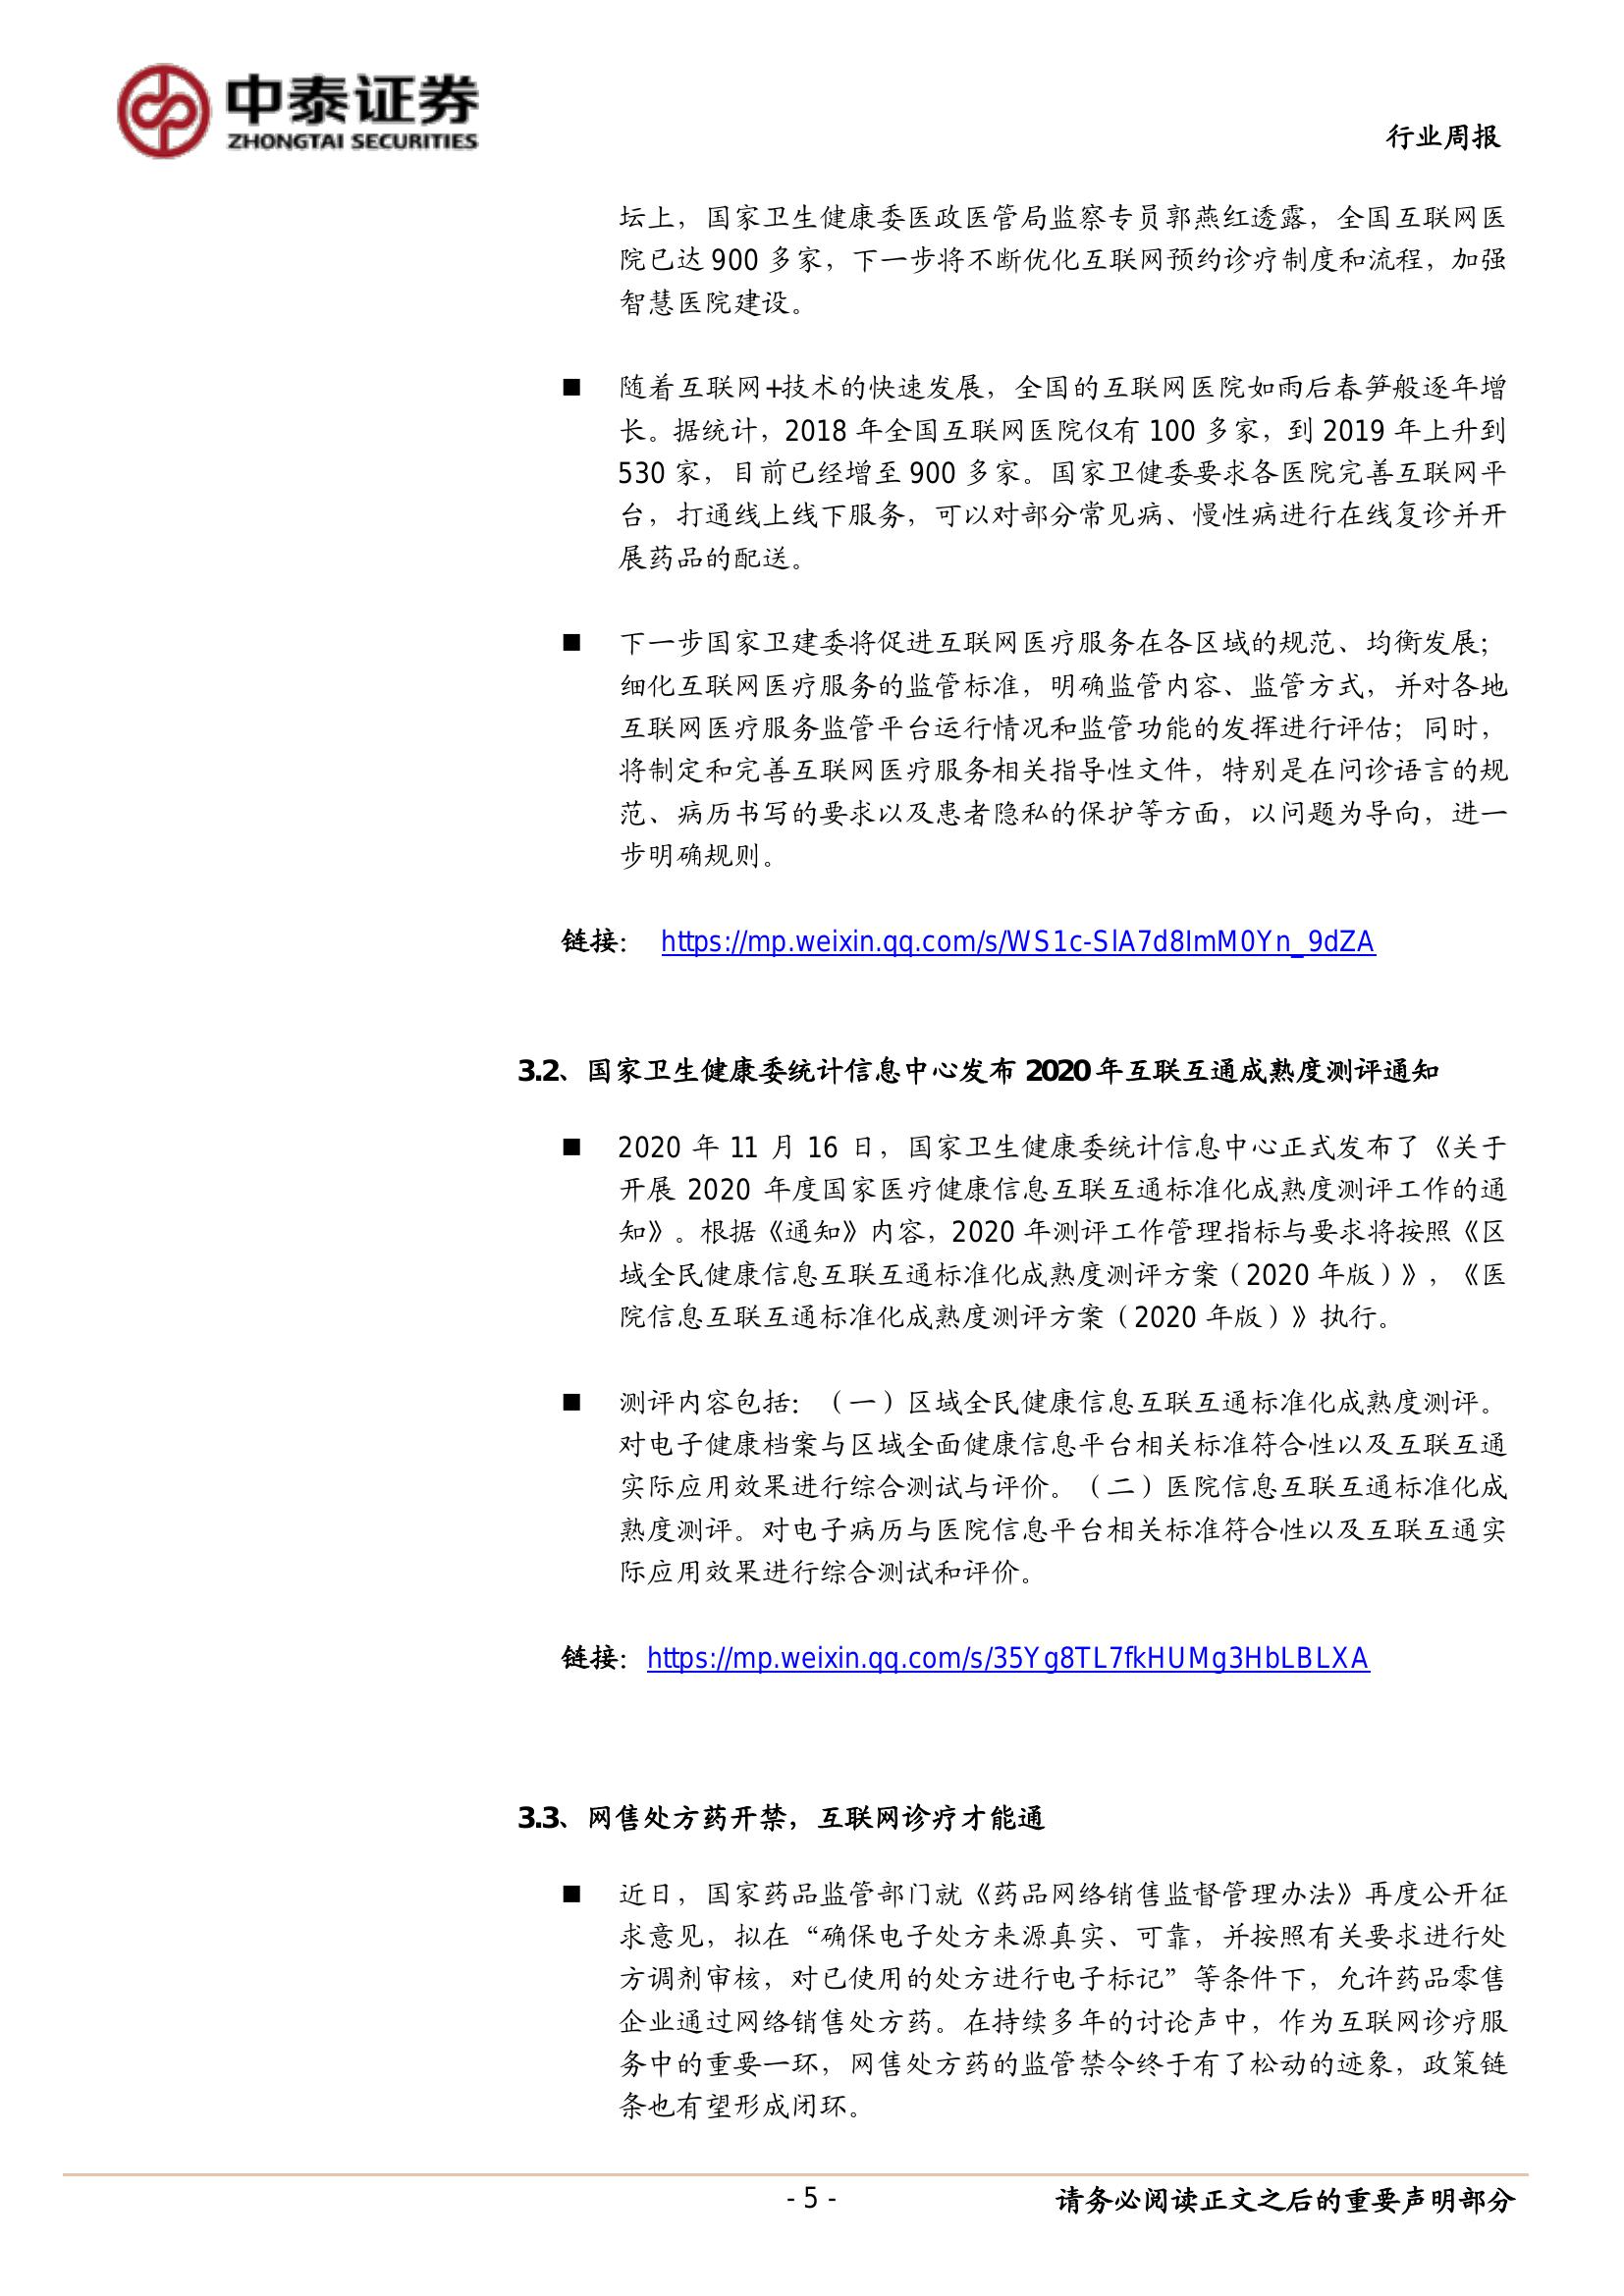 中泰证券
ZHONGTAI SECURITIES
行业周报
坛上，国家卫生健康委医政医管局监察专员郭燕红透露，全国互联网医
院已达 900 多家，下一步将不断优化互联网预约诊疗制度和流程，加强
智慧医院建设。
■ 随着互联网+技术的快速发展，全国的互联网医院如雨后春笋般逐年增
长。据统计，2018 年全国互联网医院仅有 100 多家，到 2019 年上升到
530 家，目前已经增至 900 多家。国家卫健委要求各医院完善互联网平
台，打通线上线下服务，可以对部分常见病、慢性病进行在线复诊并开
展药品的配送。
■ 下一步国家卫建委将促进互联网医疗服务在各区域的规范、均衡发展；
细化互联网医疗服务的监管标准，明确监管内容、监管方式，并对各地
互联网医疗服务监管平台运行情况和监管功能的发挥进行评估；同时，
将制定和完善互联网医疗服务相关指导性文件，特别是在问诊语言的规
范、病历书写的要求以及患者隐私的保护等方面，以问题为导向，进一
步明确规则。
链接： https://mp.weixin.qq.com/s/WS1c-SlA7d8ImM0Yn_9dZA
3.2、国家卫生健康委统计信息中心发布 2020 年互联互通成熟度测评通知
■ 2020 年 11 月 16 日，国家卫生健康委统计信息中心正式发布了《关于
开展 2020 年度国家医疗健康信息互联互通标准化成熟度测评工作的通
知》。根据《通知》内容，2020 年测评工作管理指标与要求将按照《区
域全民健康信息互联互通标准化成熟度测评方案（2020 年版）》，《医
院信息互联互通标准化成熟度测评方案（2020 年版）》执行。
■ 测评内容包括：（一）区域全民健康信息互联互通标准化成熟度测评。
对电子健康档案与区域全面健康信息平台相关标准符合性以及互联互通
实际应用效果进行综合测试与评价。（二）医院信息互联互通标准化成
熟度测评。对电子病历与医院信息平台相关标准符合性以及互联互通实
际应用效果进行综合测试和评价。
链接：https://mp.weixin.qq.com/s/35Yg8TL7fkHUMg3HbLBLXA
3.3、网售处方药开禁，互联网诊疗才能通
■ 近日，国家药品监管部门就《药品网络销售监督管理办法》再度公开征
求意见，拟在“确保电子处方来源真实、可靠，并按照有关要求进行处
方调剂审核，对已使用的处方进行电子标记”等条件下，允许药品零售
企业通过网络销售处方药。在持续多年的讨论声中，作为互联网诊疗服
务中的重要一环，网售处方药的监管禁令终于有了松动的迹象，政策链
条也有望形成闭环。
- 5 -
请务必阅读正文之后的重要声明部分